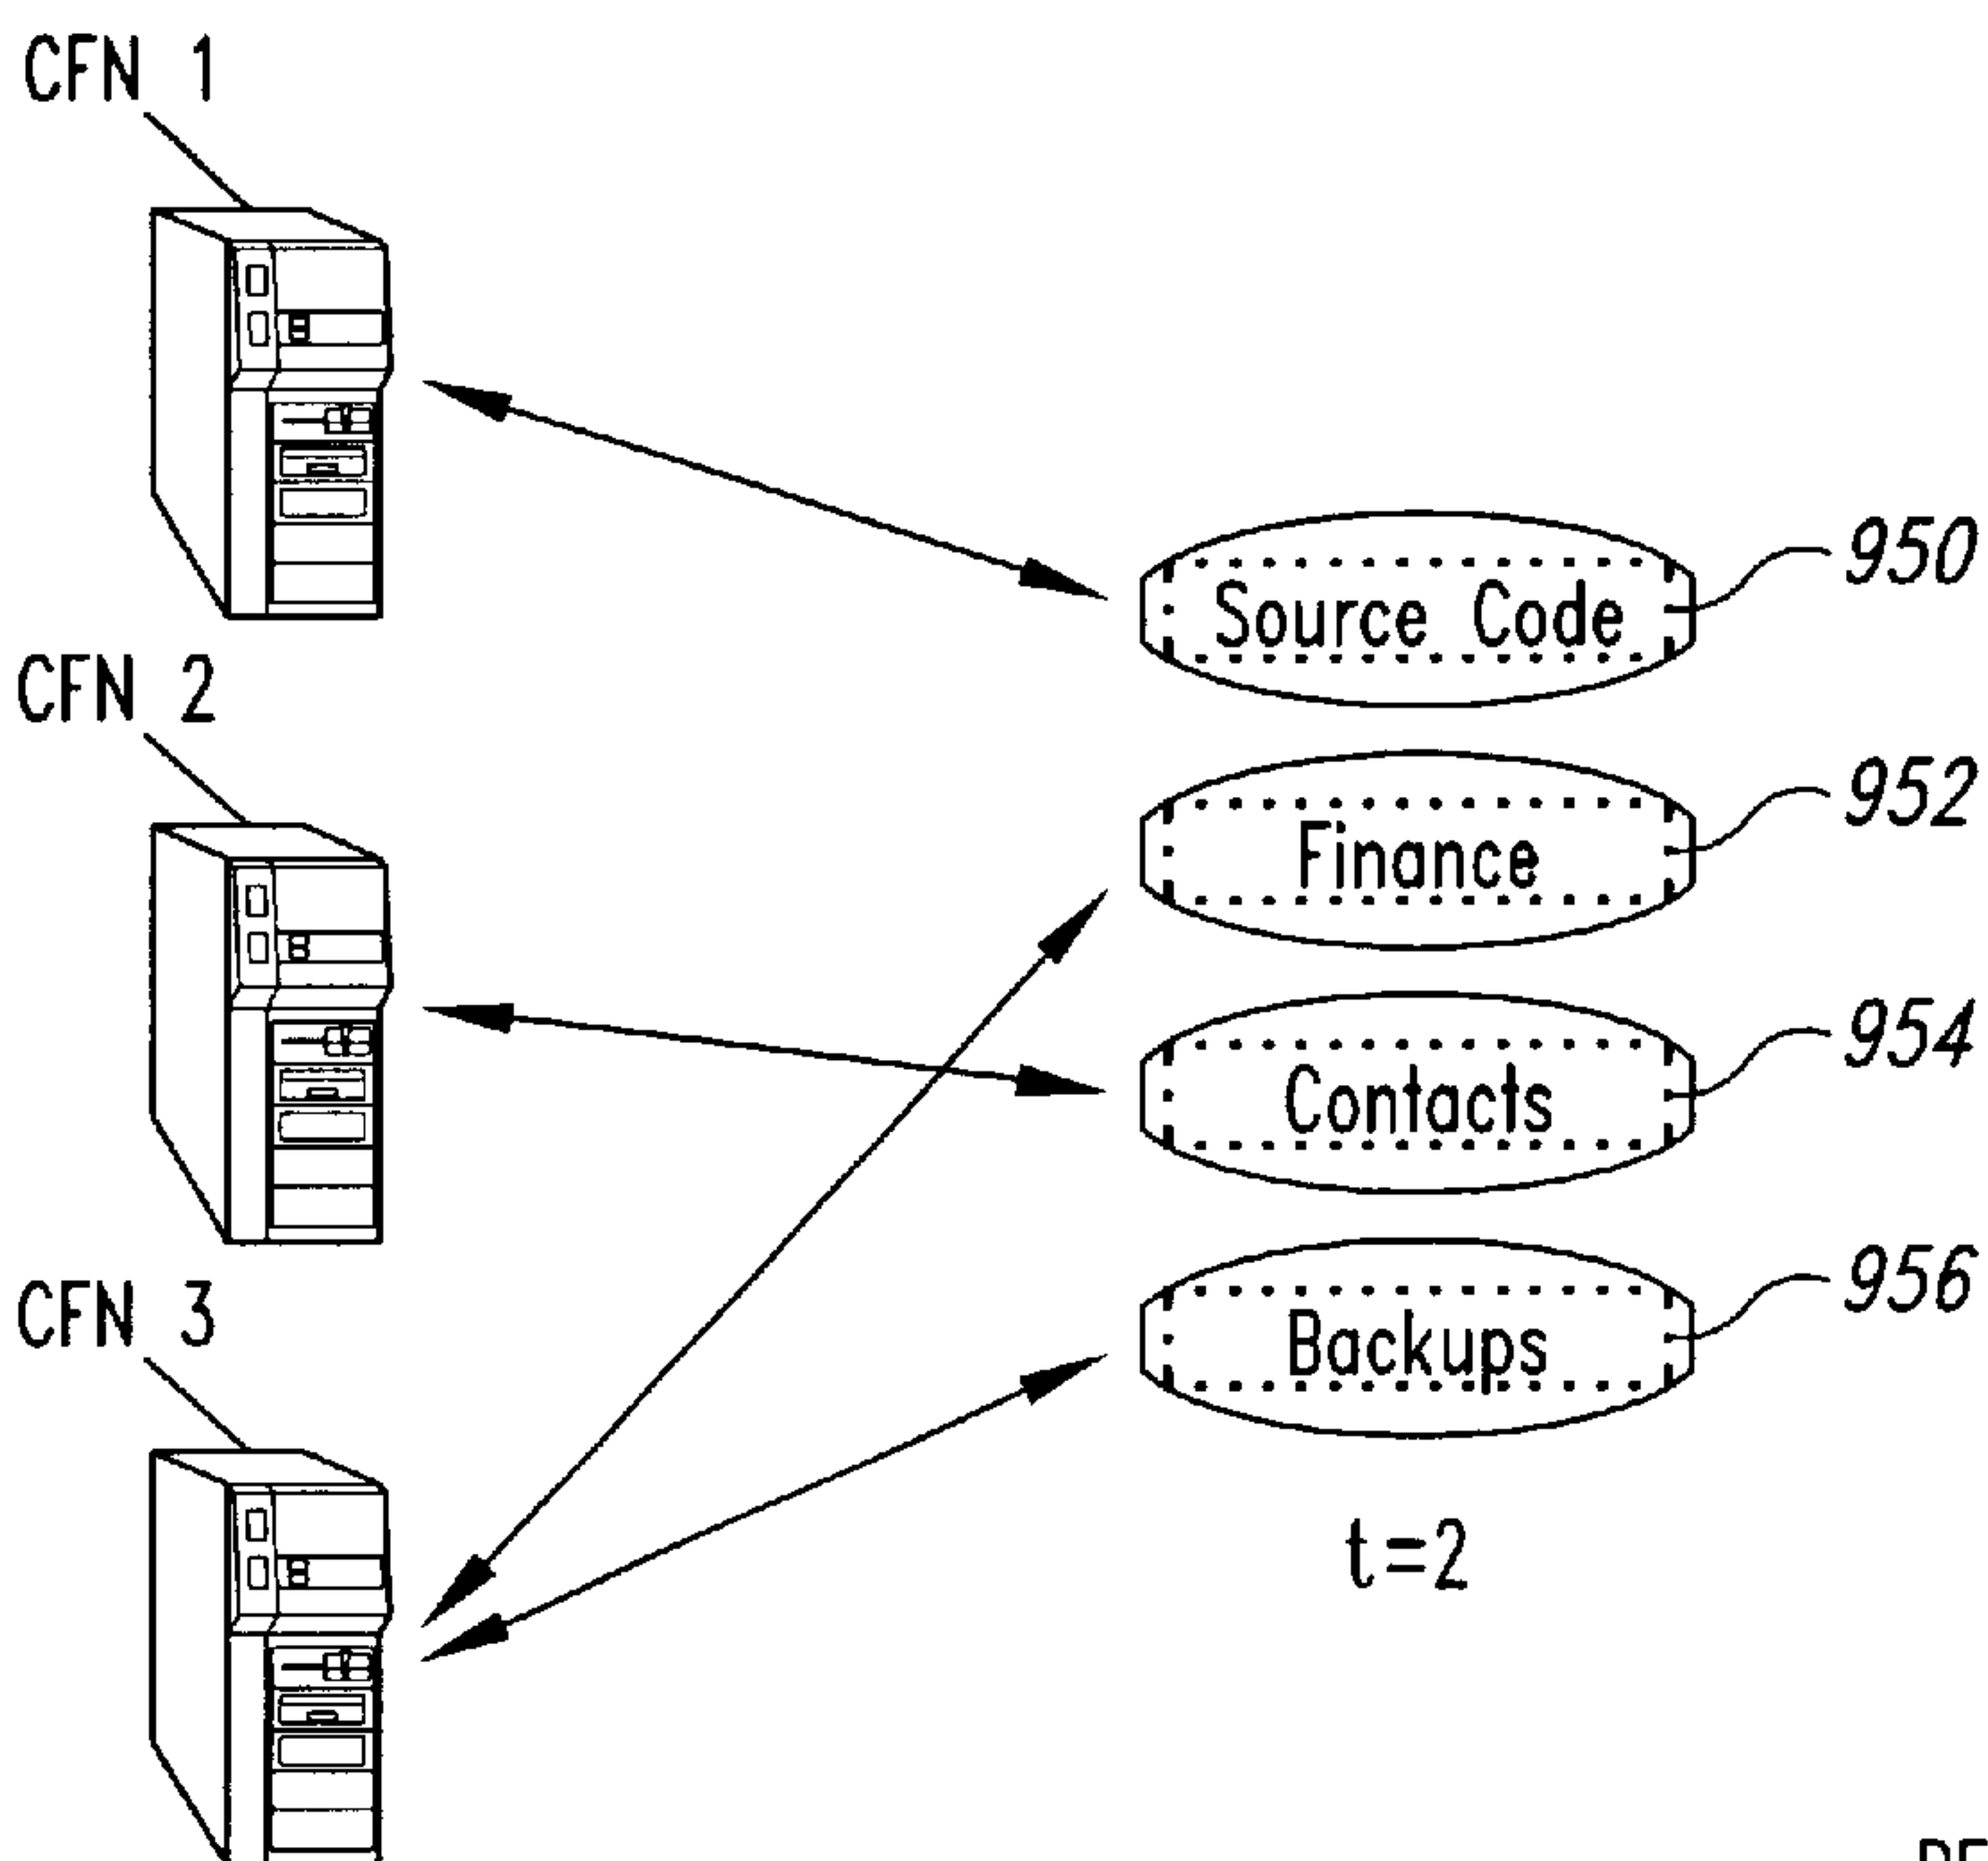 CFN 1
Source Code
950
CFN 2
Finance
952
Contacts
954
CFN 3
Backups
956
t=2